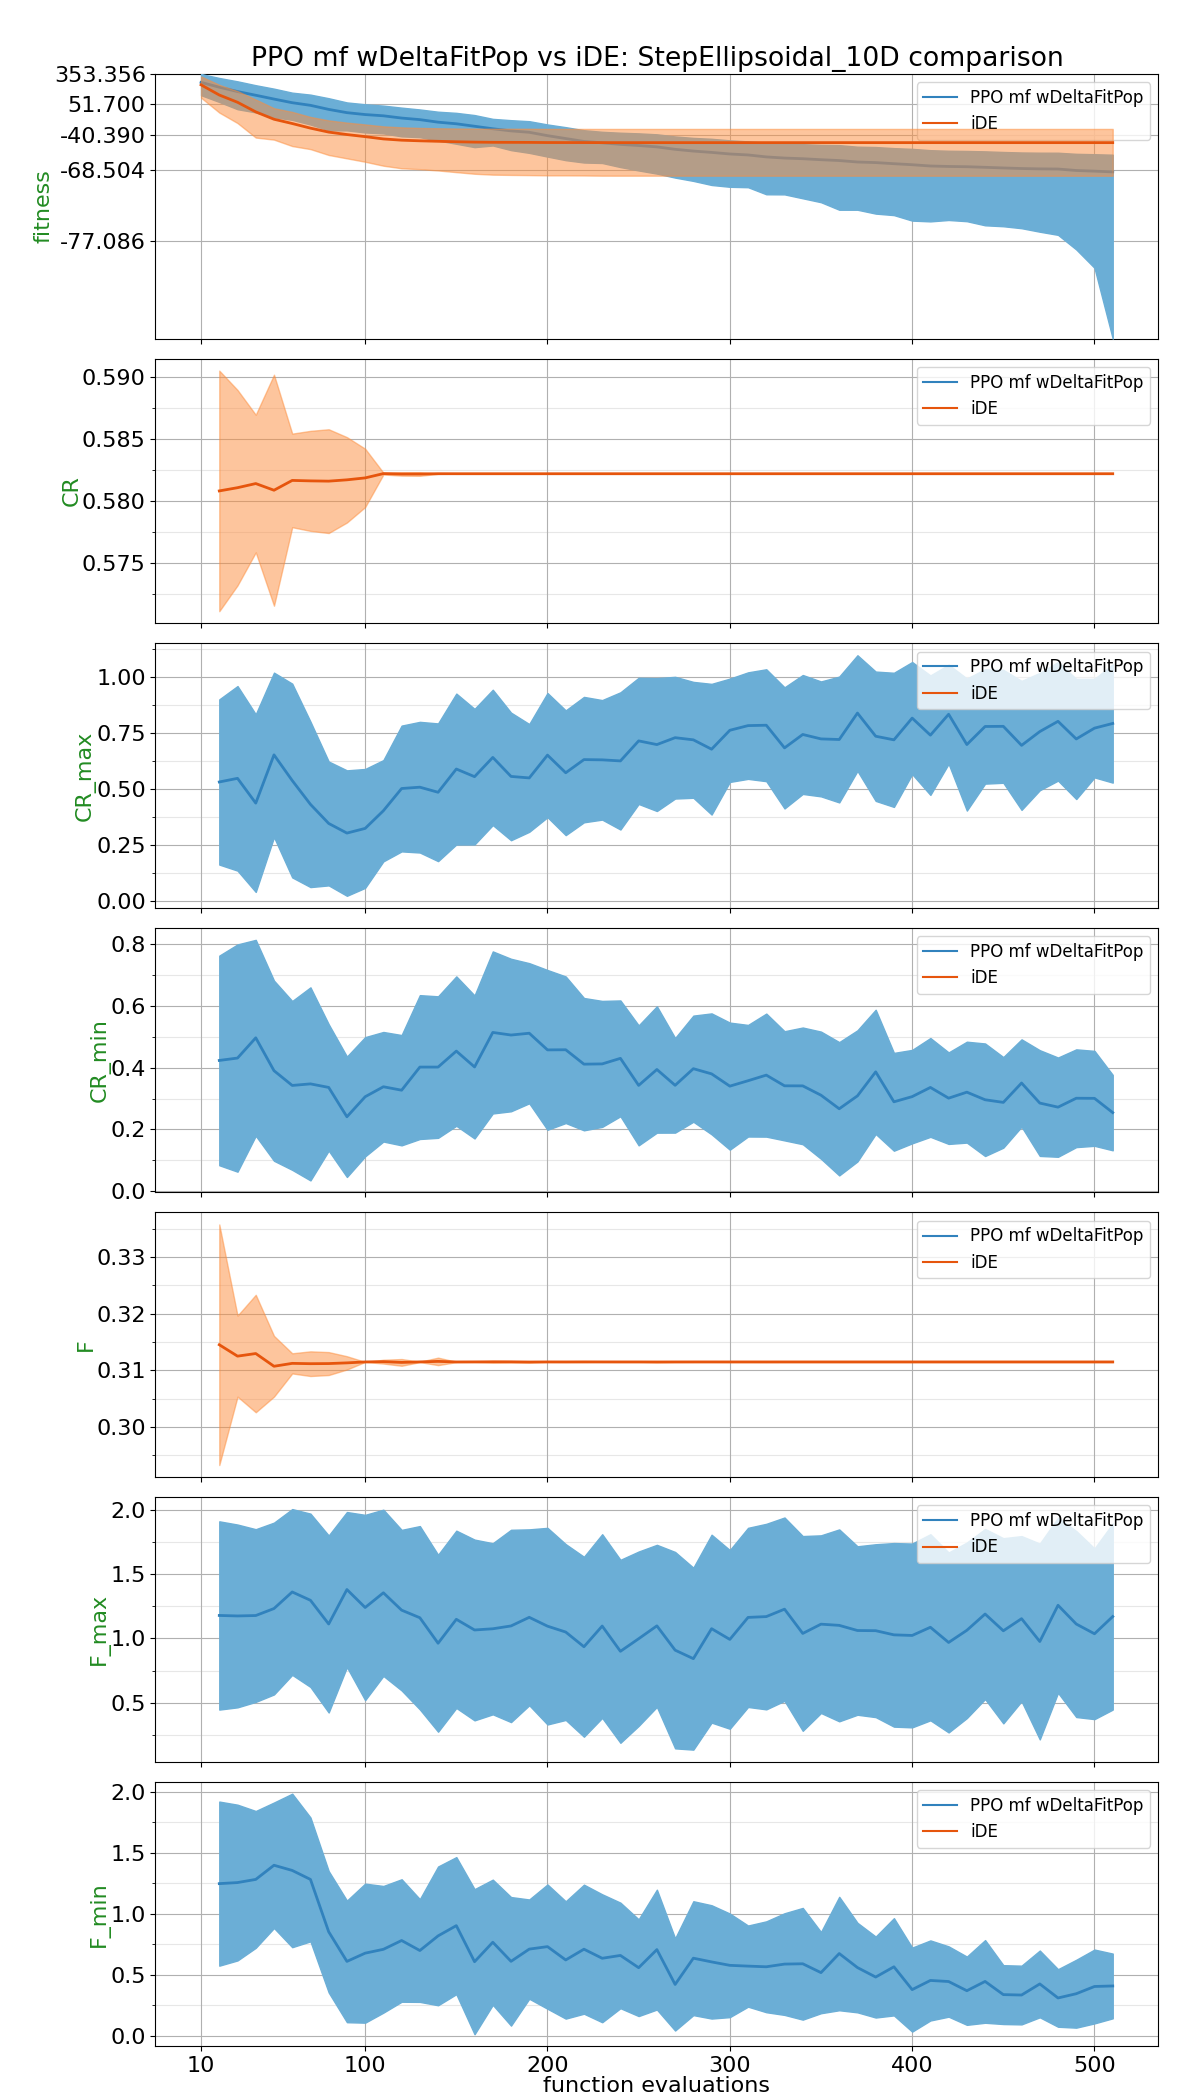 PPO mf wDeltaFitPop vs iDE: StepEllipsoidal_10D comparison
353.356
51.700
-40.390
-68.504
-77.086
fitness
PPO mf wDeltaFitPop
iDE
0.590
0.585
0.580
0.575
CR
PPO mf wDeltaFitPop
iDE
1.00
0.75
0.50
0.25
0.00
CR_max
PPO mf wDeltaFitPop
iDE
0.8
0.6
0.4
0.2
0.0
CR_min
PPO mf wDeltaFitPop
iDE
0.33
0.32
0.31
0.30
F
PPO mf wDeltaFitPop
iDE
2.0
1.5
1.0
0.5
F_max
PPO mf wDeltaFitPop
iDE
2.0
1.5
1.0
0.5
0.0
F_min
PPO mf wDeltaFitPop
iDE
10 100 200 300 400 500
function evaluations